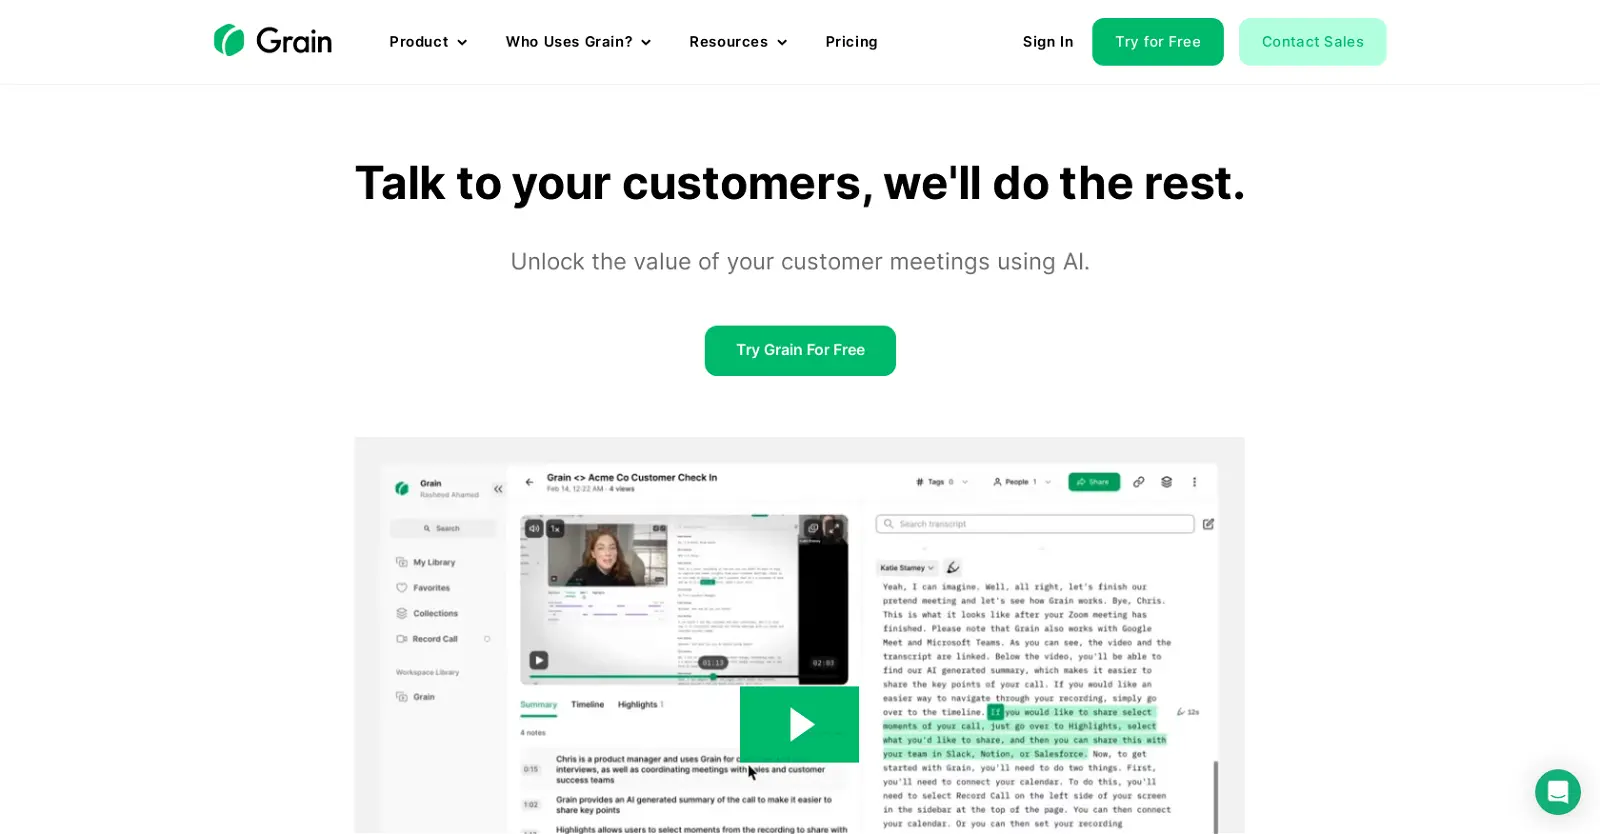 Grain
Product
Who Uses Grain?
Resources
Pricing
Sign In
Try for Free
Contact Sales
Talk to your customers, we'll do the rest.
Unlock the value of your customer meetings using AI.
Try Grain For Free
Grain
Rasheed Ahamed
Search
My Library
Favorites
Collections
Record Call
Workspace Library
Grain
Grain <> Acme Co Customer Check In
Feb 14, 12:22 AM · 4 views
# Tags 0
People 1
Share
1x
01:13
02:03
Summary
Timeline
Highlights 1
4 notes
0:15
Chris is a product manager and uses Grain for
interviews, as well as coordinating meetings with sales and customer
success teams
1:02
Grain provides an AI generated summary of the call to make it easier to
share key points
Highlights allows users to select moments from the recording to share with
Search transcript
Katie Stamey
Yeah, I can imagine. Well, all right, let's finish our
pretend meeting and let's see how Grain works. Bye, Chris.
This is what it looks like after your Zoom meeting has
finished. Please note that Grain also works with Google
Meet and Microsoft Teams. As you can see, the video and the
transcript are linked. Below the video, you'll be able to
find our AI generated summary, which makes it easier to
share the key points of your call. If you would like an
easier way to navigate through your recording, simply go
over to the timeline. If you would like to share select
moments of your call, just go over to Highlights, select
what you'd like to share, and then you can share this with
your team in Slack, Notion, or Salesforce. Now, to get
started with Grain, you'll need to do two things. First,
you'll need to connect your calendar. To do this, you'll
need to select Record Call on the left side of your screen
in the sidebar at the top of the page. You can then connect
your calendar. Or you can then set your recording
12s